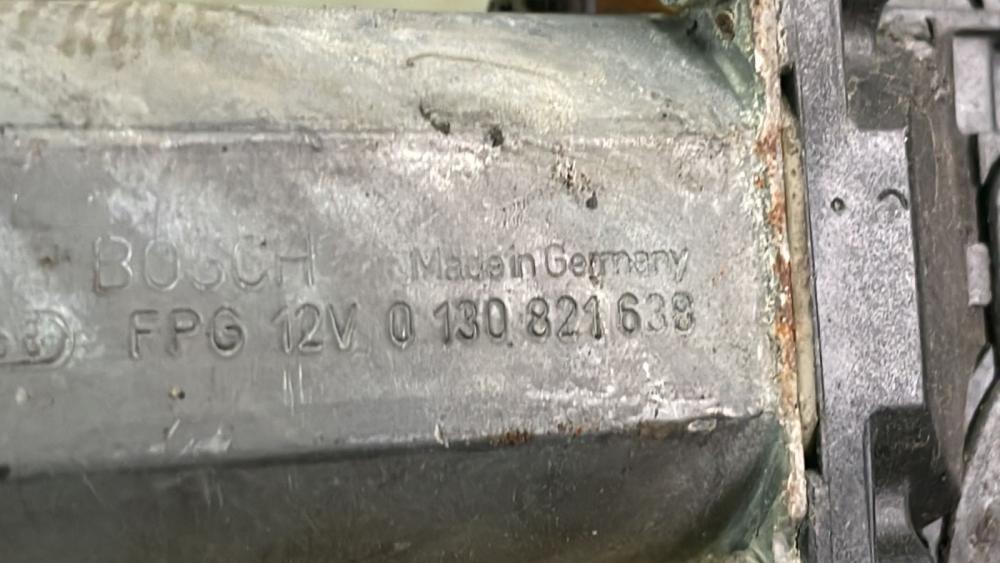 BOSCH Made in Germany
FPG 12V 0 130 821 638